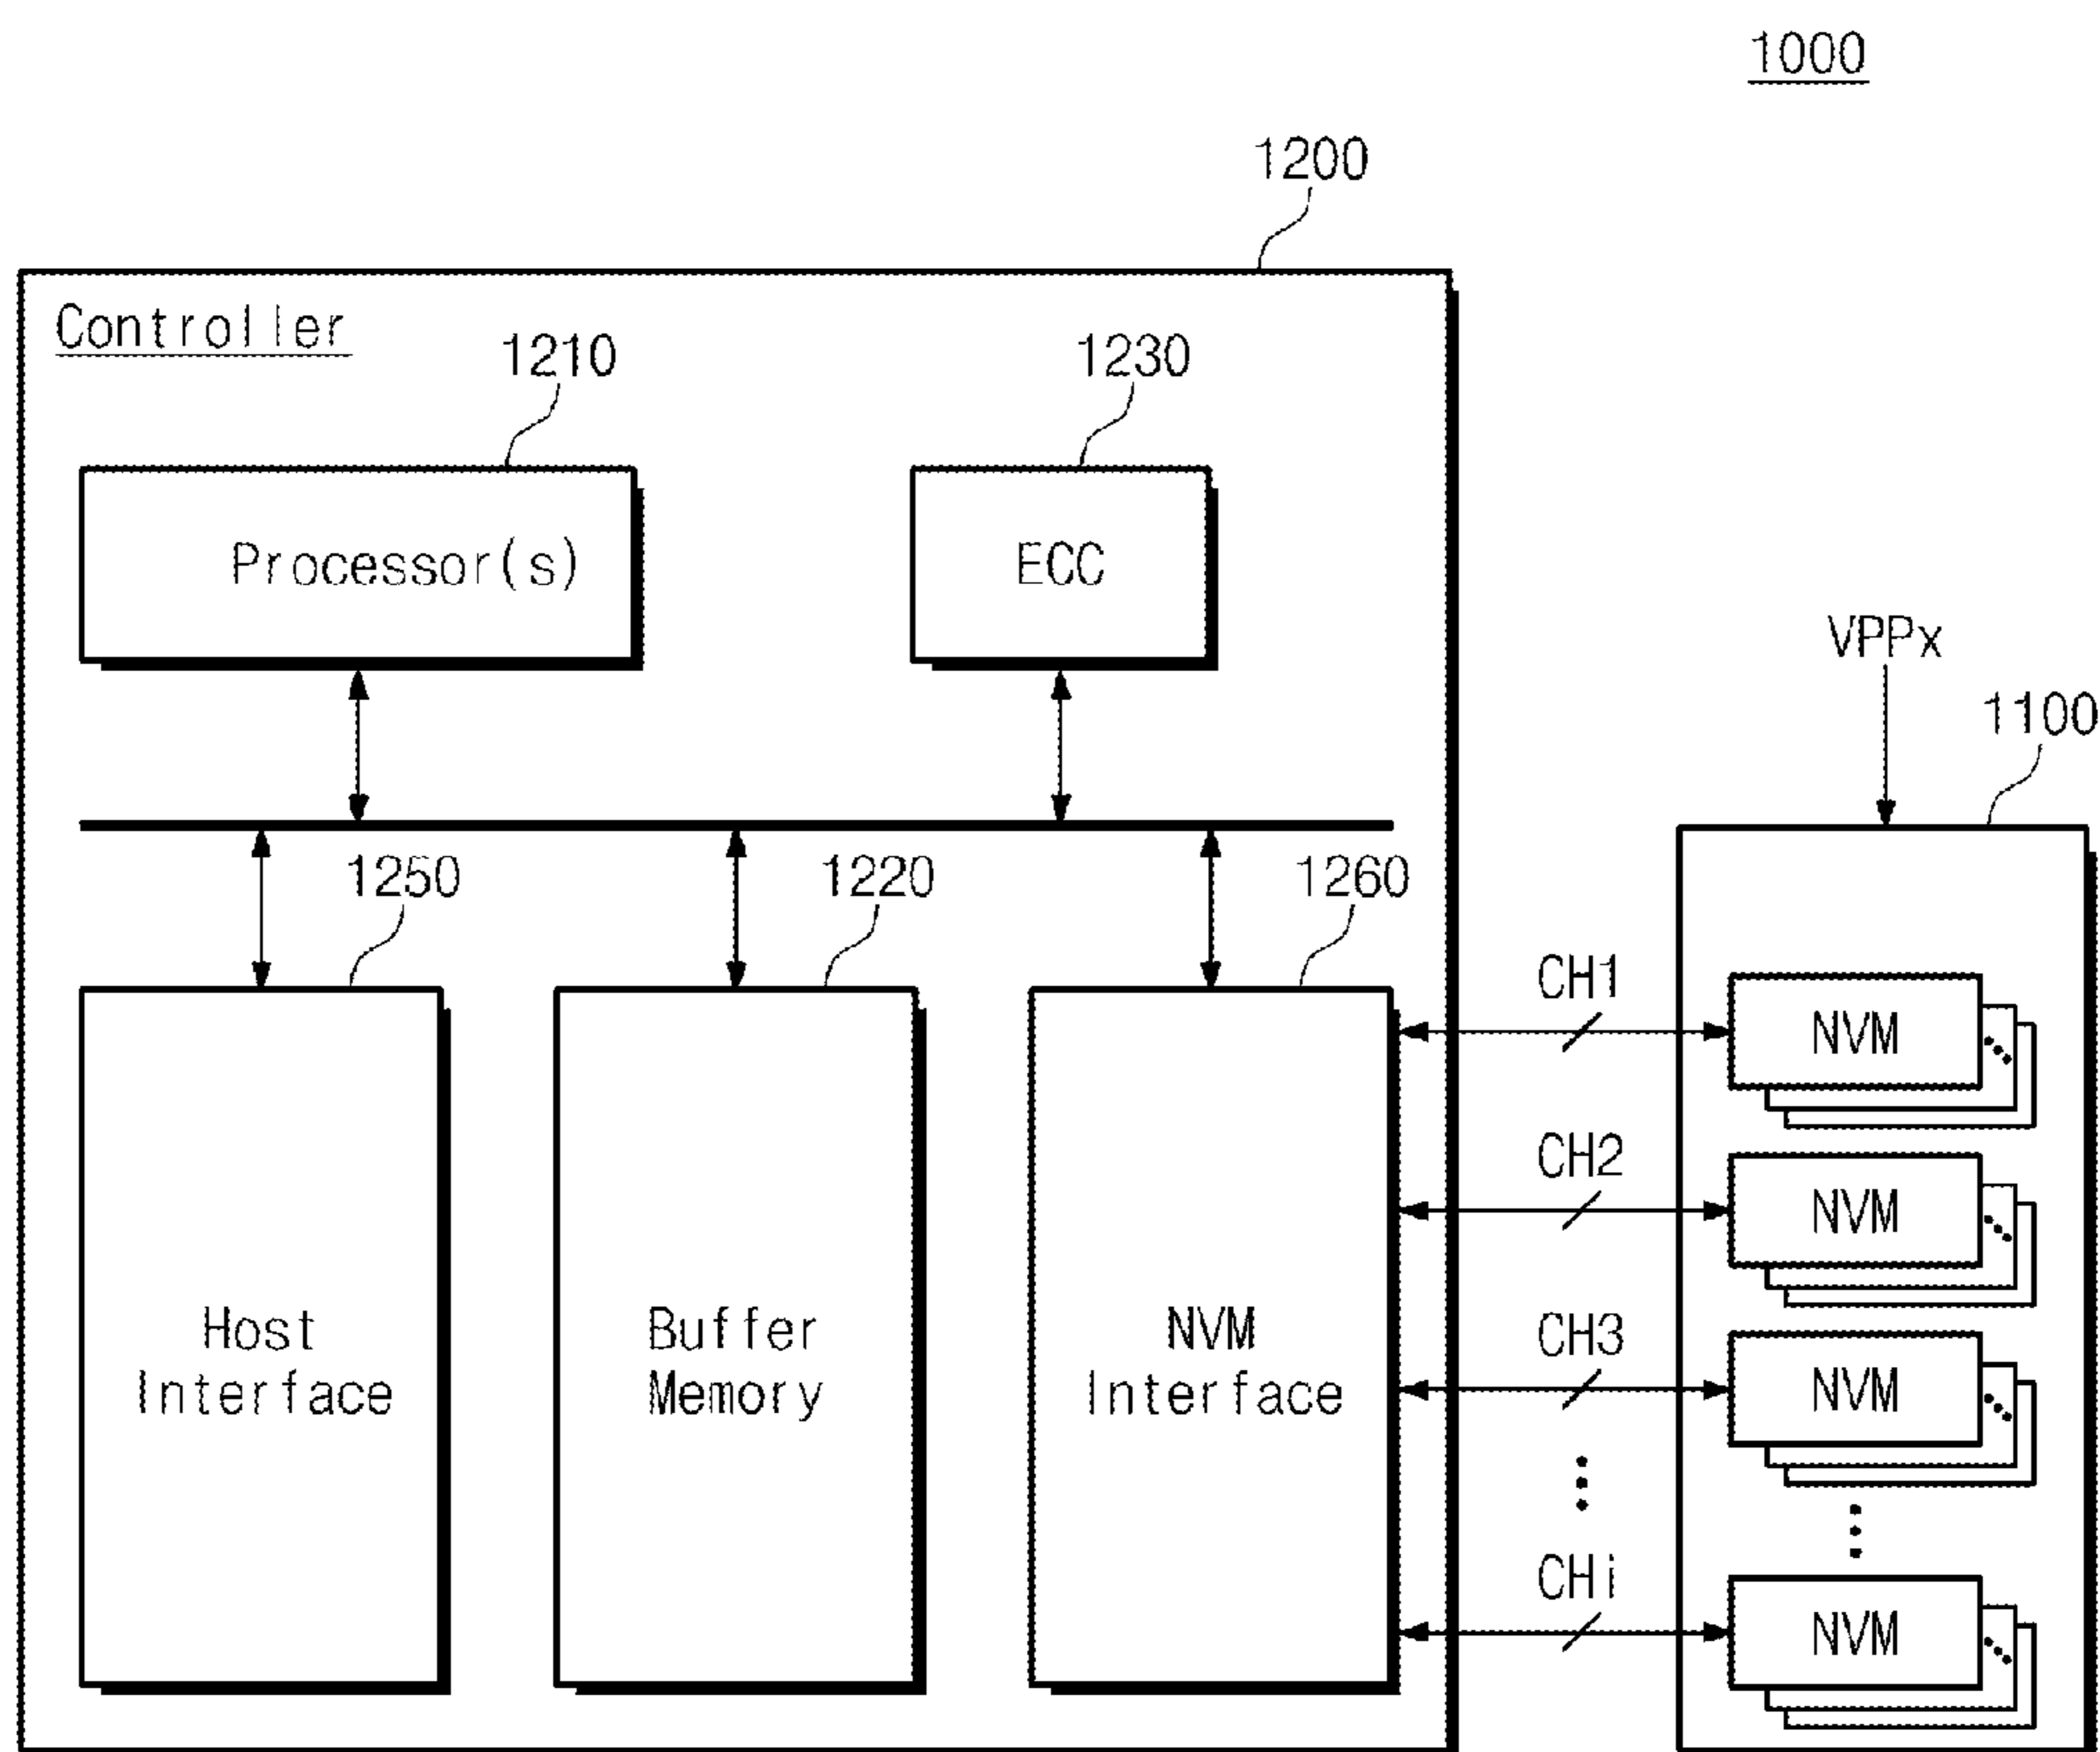 1000
1200
Controller
1210
1230
Processor(s)
ECC
VPPx
1100
1250
1220
1260
CH1
NVM
CH2
NVM
Host
Interface
Buffer
Memory
NVM
Interface
CH3
NVM
CHi
NVM